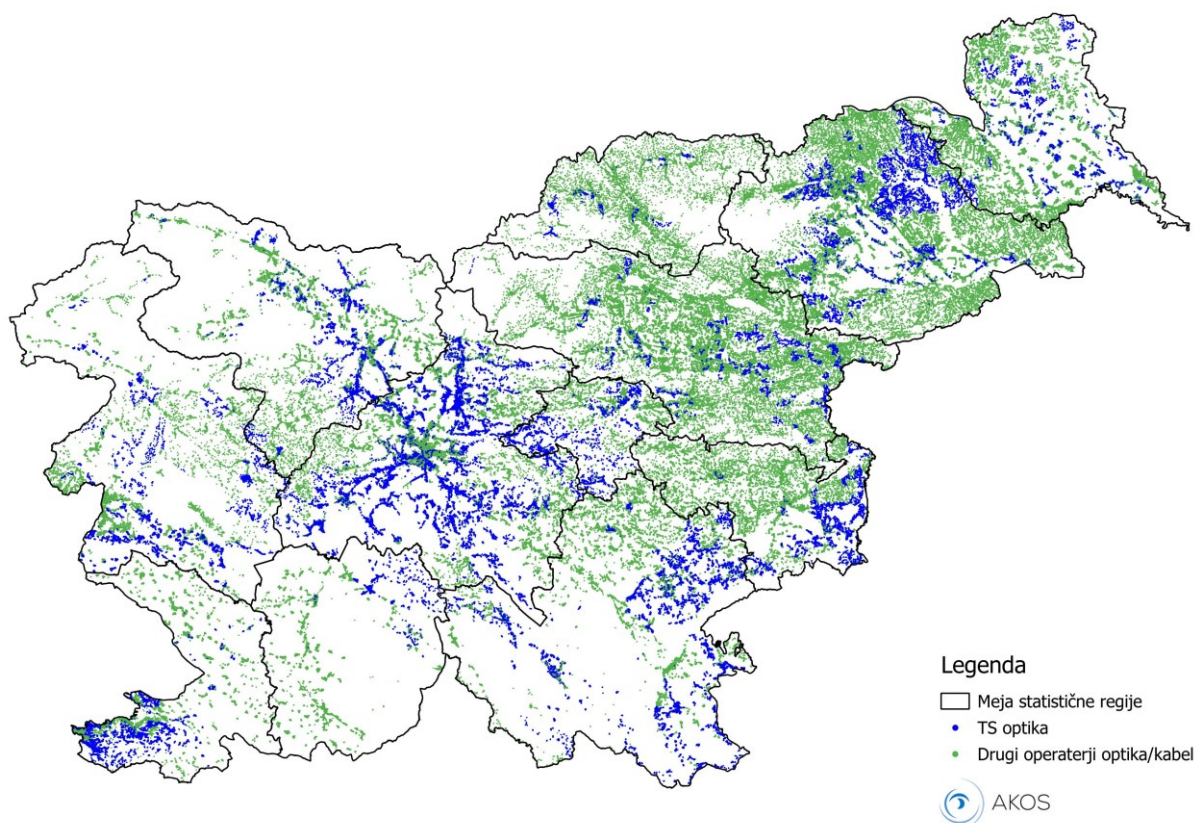 Legenda
Meja statistične regije
TS optika
Drugi operaterji optika/kabel
AKOS